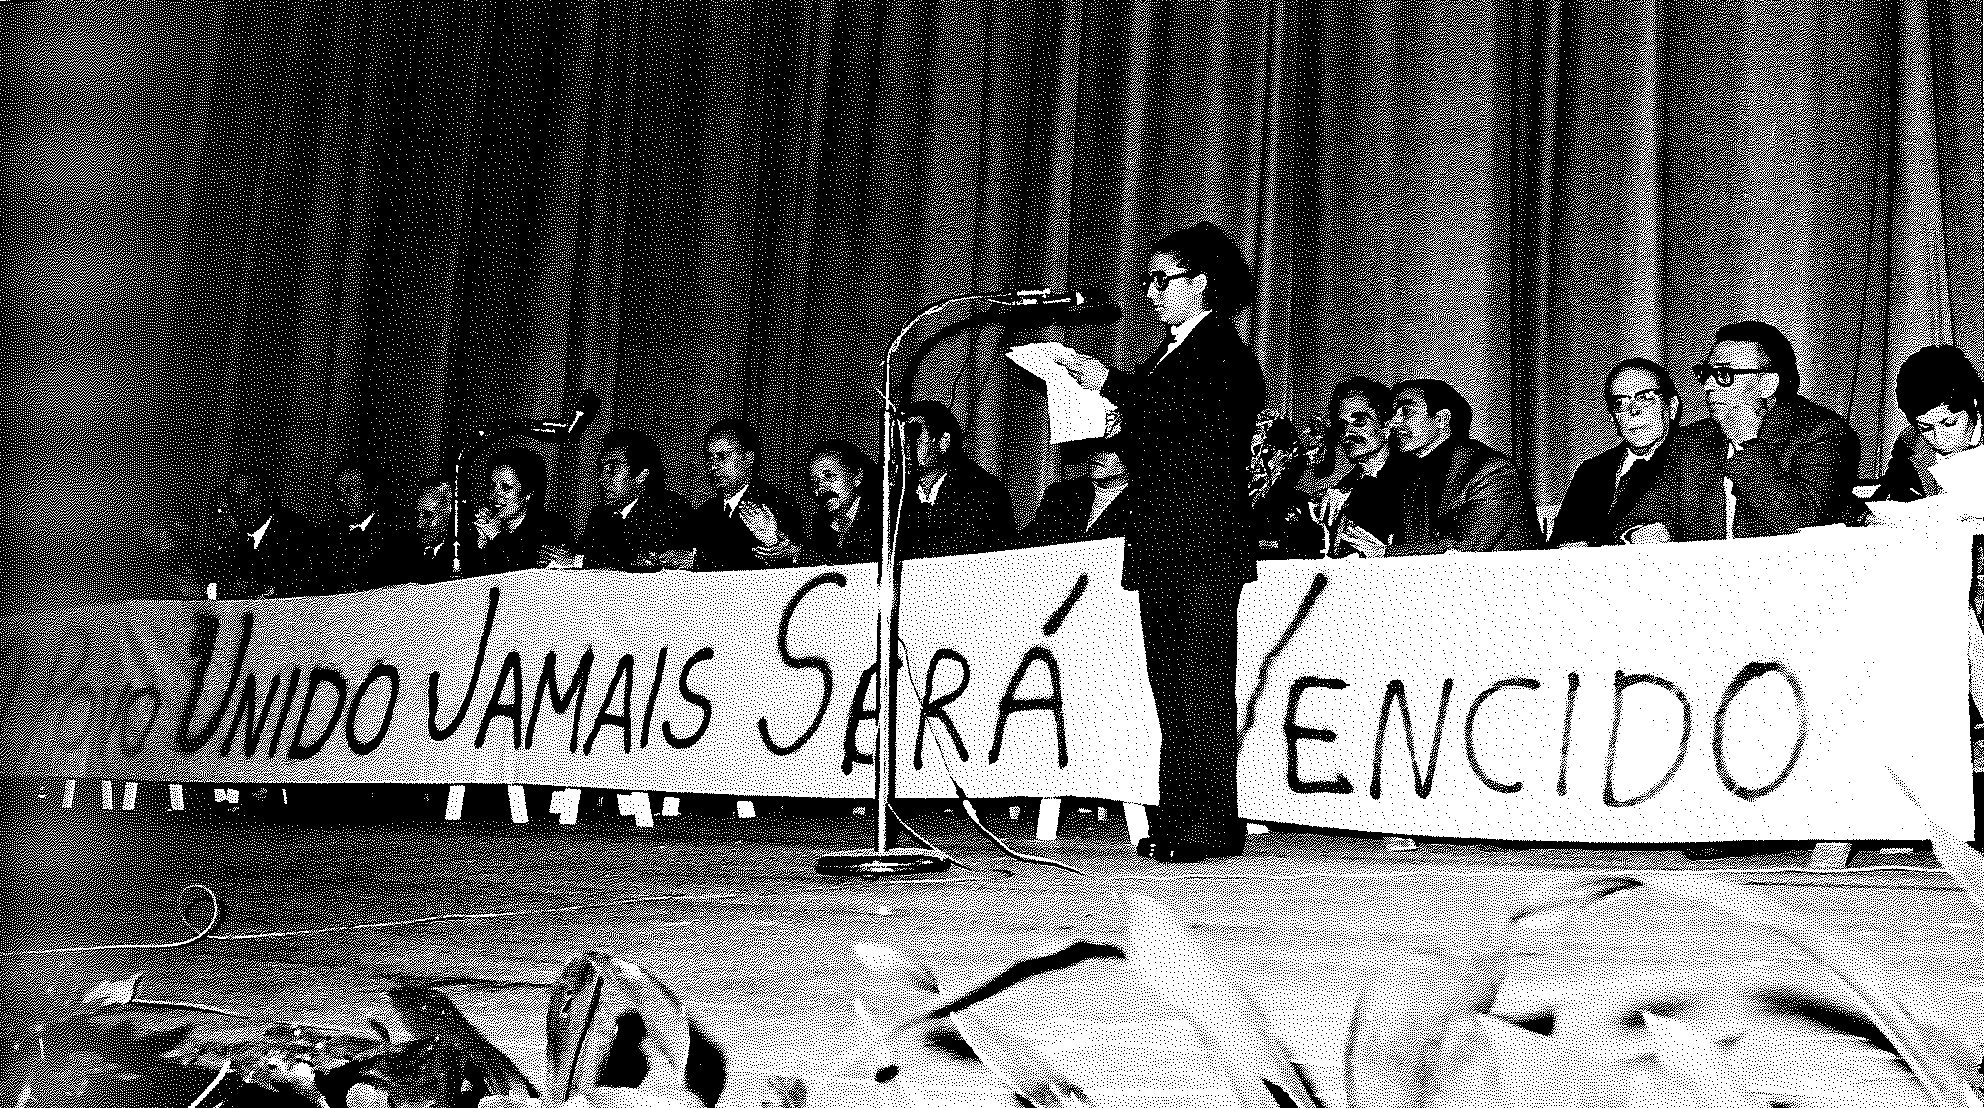 O UNIDO JAMAIS SERÁ VENCIDO